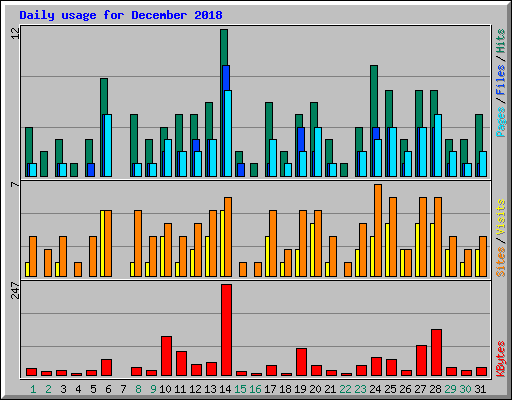 Daily usage for December 2018
12
Pages / Files / Hits
7
Sites / Visits
247
KBytes
1 2 3 4 5 6 7 8 9 10 11 12 13 14 15 16 17 18 19 20 21 22 23 24 25 26 27 28 29 30 31